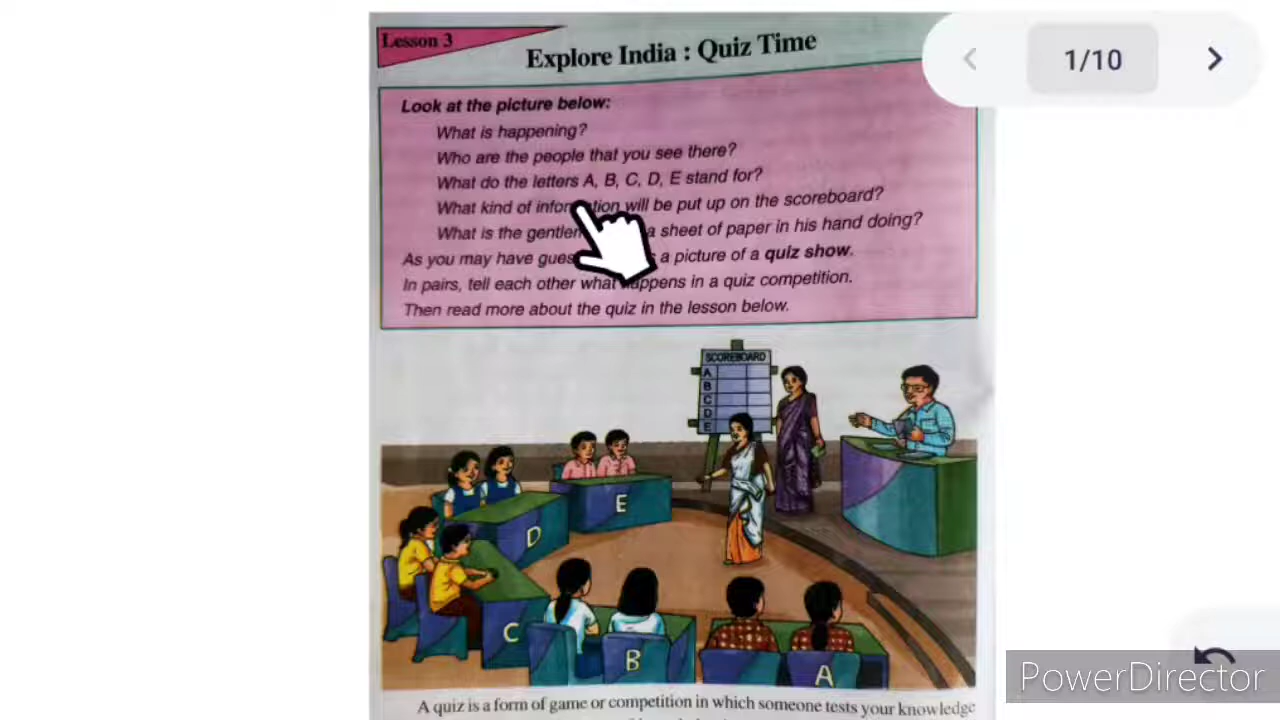 Lesson 3
Explore India : Quiz Time
1/10
Look at the picture below:
What is happening?
Who are the people that you see there?
What do the letters A, B, C, D, E stand for?
What kind of will be put up on the scoreboard?
What is the a sheet of paper in his hand doing?
As you may have a picture of a quiz show.
In pairs, tell each other what happens in a quiz competition.
Then read more about the quiz in the lesson below.
SCOREBOARD
A
B
C
D
E
E
D
C
B
A
PowerDirector
A quiz is a form of game or competition in which someone tests your knowledge